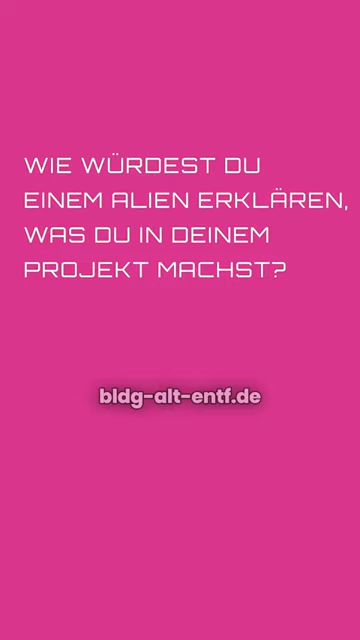 WIE WÜRDEST DU
EINEM ALIEN ERKLÄREN,
WAS DU IN DEINEM
PROJEKT MACHST?
bldg-alt-entf.de